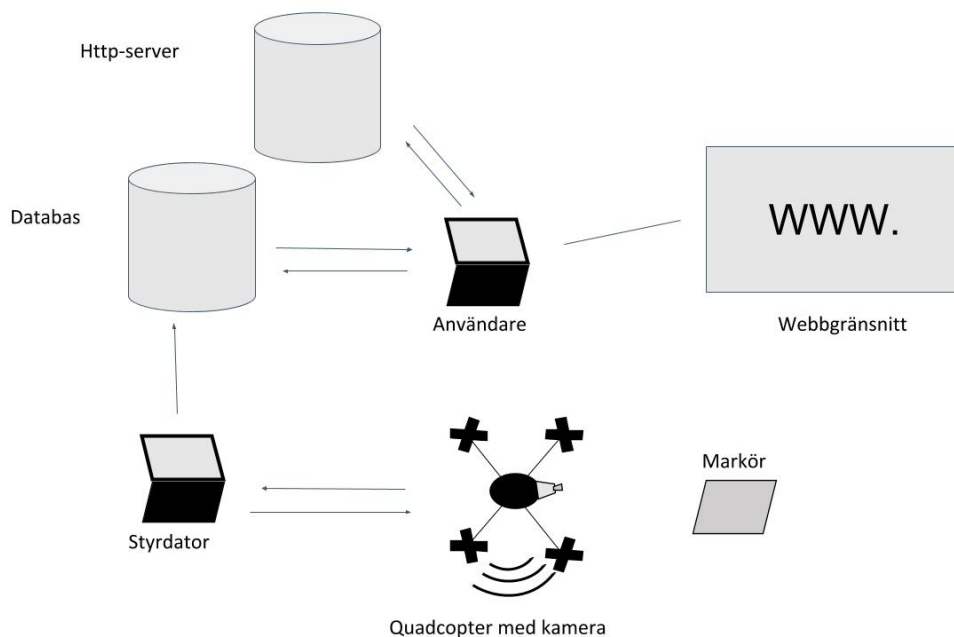 Http-server
Databas
WWW.
Användare
Webbgränsnitt
Markör
Styrdator
Quadcopter med kamera